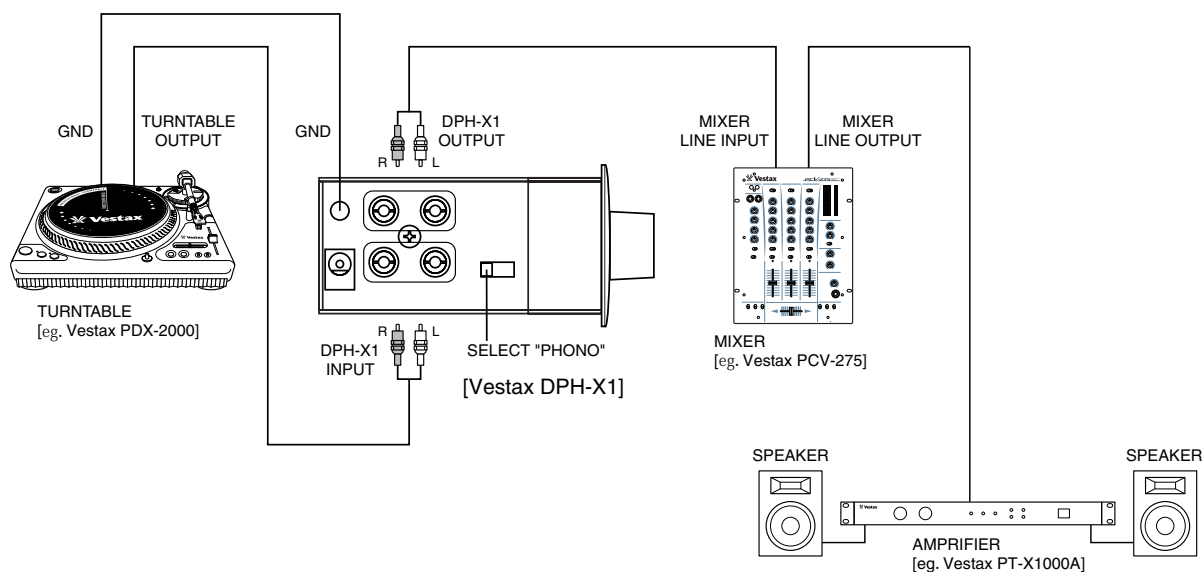 GND
TURNTABLE
OUTPUT
GND
DPH-X1
OUTPUT
R
L
MIXER
LINE INPUT
MIXER
LINE OUTPUT
Vestax
Vestax
Vestax
TURNTABLE
[eg. Vestax PDX-2000]
R
L
DPH-X1
INPUT
SELECT "PHONO"
[Vestax DPH-X1]
MIXER
[eg. Vestax PCV-275]
SPEAKER
SPEAKER
Vestax
AMPRIFIER
[eg. Vestax PT-X1000A]